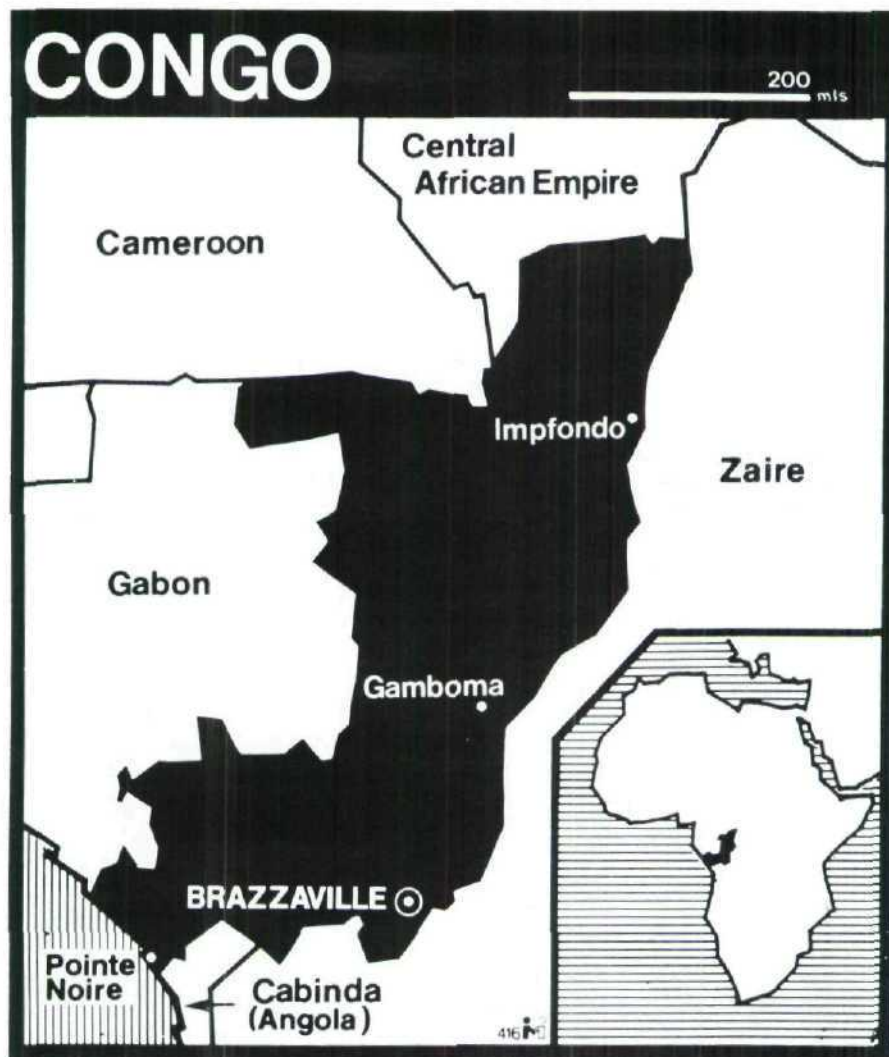 CONGO
200
mls
Central
African Empire
Cameroon
Impfondo
Zaire
Gabon
Gamboma
BRAZZAVILLE
Pointe
Noire
Cabinda
(Angola)
416